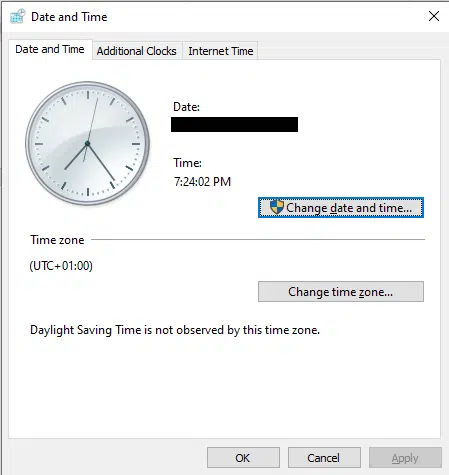 Date and Time
Date and Time
Additional Clocks
Internet Time
Date:
Time:
7:24:02 PM
Change date and time...
Time zone
(UTC+01:00)
Change time zone...
Daylight Saving Time is not observed by this time zone.
OK
Cancel
Apply